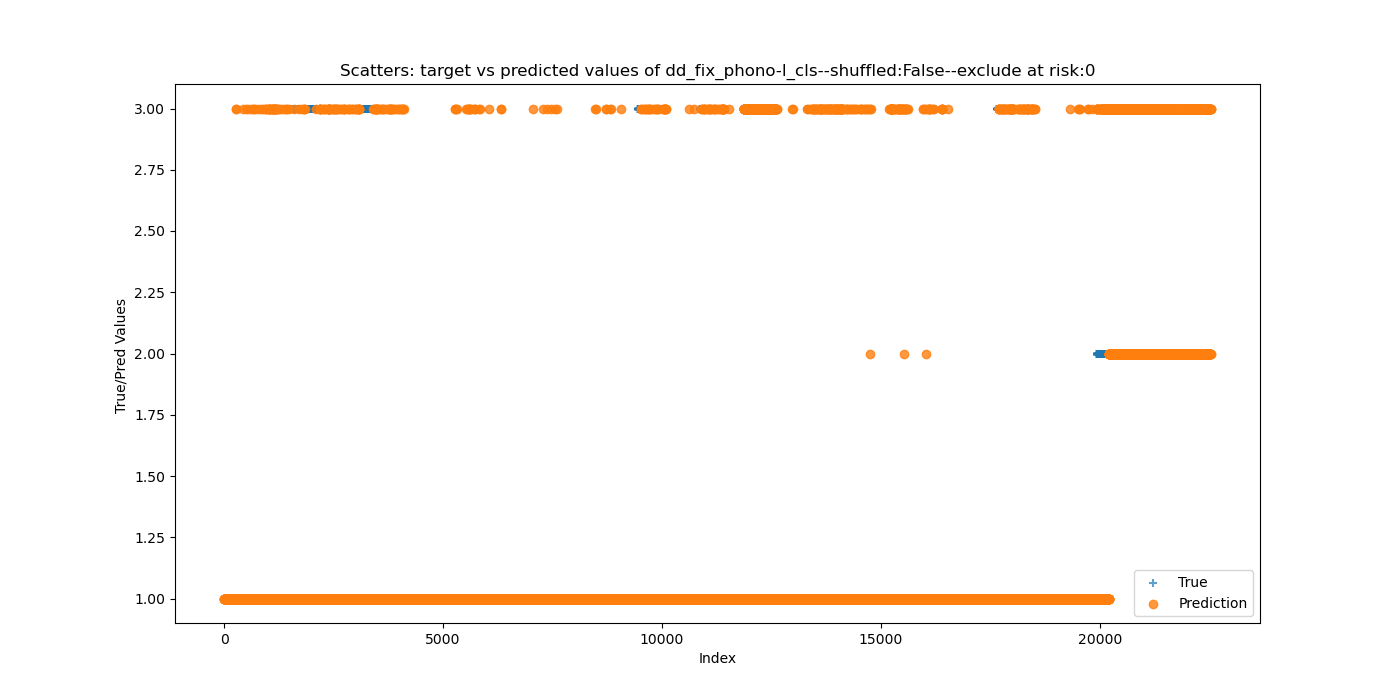 Scatters: target vs predicted values of dd_fix_phono-l_cls--shuffled:False--exclude at risk:0
3.00
2.75
2.50
2.25
2.00
1.75
1.50
1.25
1.00
True/Pred Values
0
5000
10000
15000
20000
Index
True
Prediction